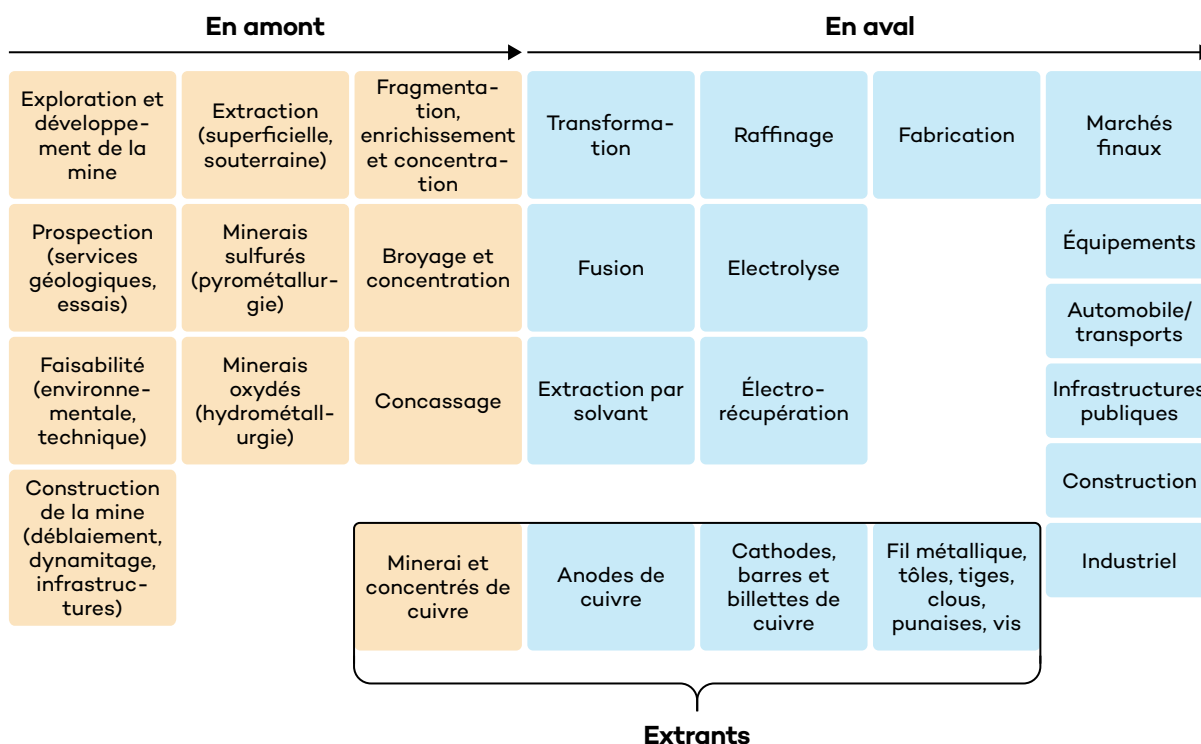 En amont
En aval
Exploration et
développe-
ment de la
mine
Extraction
(superficielle,
souterraine)
Fragmenta-
tion,
enrichissement
et concentra-
tion
Transforma-
tion
Raffinage
Fabrication
Marchés
finaux
Prospection
(services
géologiques,
essais)
Minerais
sulfurés
(pyrométallur-
gie)
Broyage et
concentration
Fusion
Electrolyse
Équipements
Automobile/
transports
Faisabilité
(environne-
mentale,
technique)
Minerais
oxydés
(hydrométall-
urgie)
Concassage
Extraction par
solvant
Électro-
récupération
Infrastructures
publiques
Construction
Construction
de la mine
(déblaiement,
dynamitage,
infrastruc-
tures)
Minerai et
concentrés de
cuivre
Anodes de
cuivre
Cathodes,
barres et
billettes de
cuivre
Fil métallique,
tôles, tiges,
clous,
punaises, vis
Industriel
Extrants